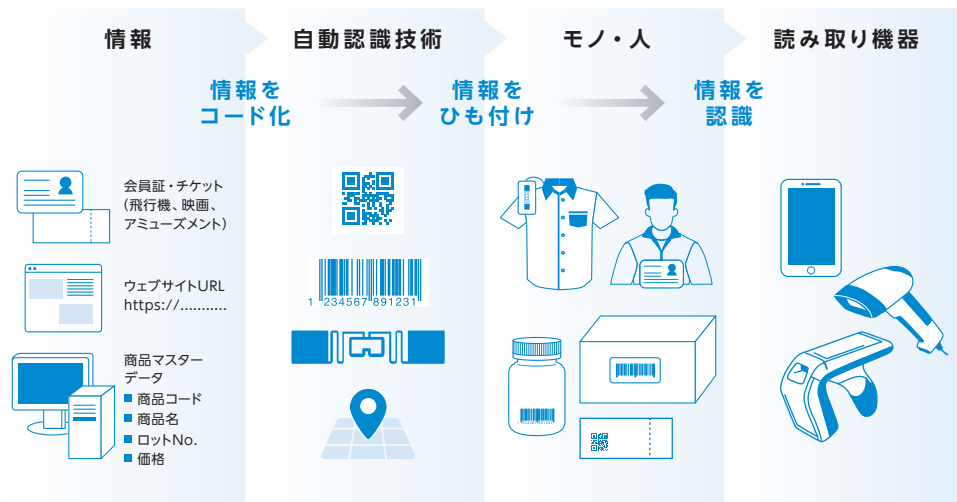 情報
自動認識技術
モノ・人
読み取り機器
情報を
コード化
情報を
ひも付け
情報を
認識
会員証・チケット
(飛行機、映画、
アミューズメント)
ウェブサイトURL
https://...........
商品マスター
データ
■ 商品コード
■ 商品名
■ ロットNo.
■ 価格
1 234567 891231